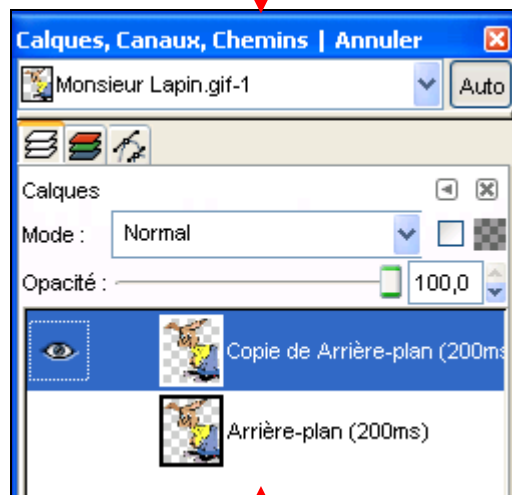 Calques, Canaux, Chemins | Annuler
Monsieur Lapin.gif-1 Auto
Calques
Mode : Normal
Opacité : 100,0
Copie de Arrière-plan (200ms
Arrière-plan (200ms)